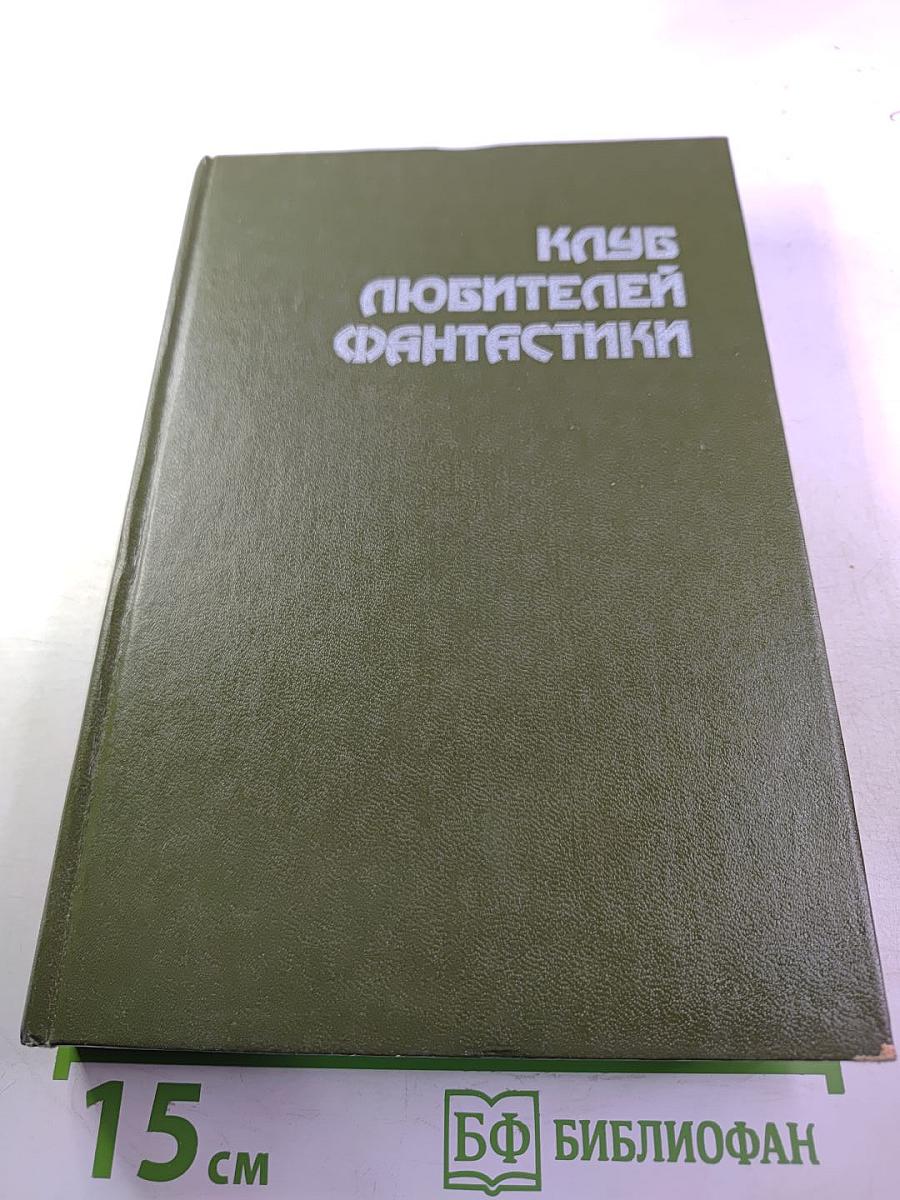 КЛУБ
ЛЮБИТЕЛЕЙ
ФАНТАСТИКИ
15 см
БФ БИБЛИОФАН